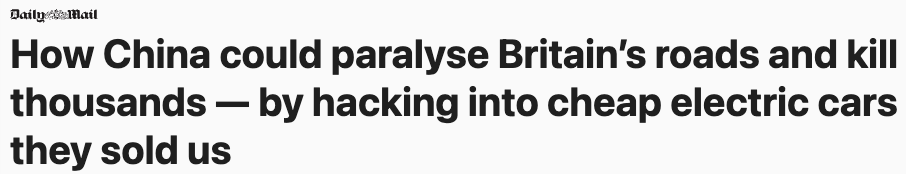 Daily Mail
How China could paralyse Britain’s roads and kill
thousands — by hacking into cheap electric cars
they sold us